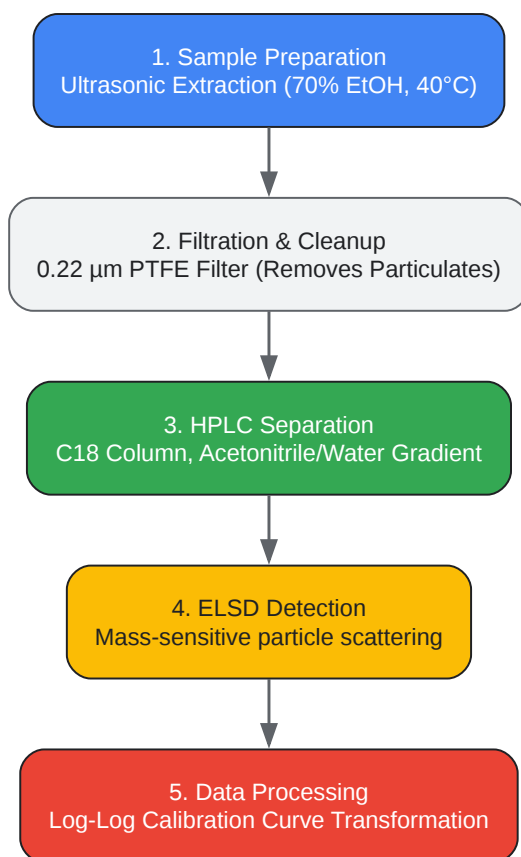 1. Sample Preparation
Ultrasonic Extraction (70% EtOH, 40°C)
2. Filtration & Cleanup
0.22 µm PTFE Filter (Removes Particulates)
3. HPLC Separation
C18 Column, Acetonitrile/Water Gradient
4. ELSD Detection
Mass-sensitive particle scattering
5. Data Processing
Log-Log Calibration Curve Transformation